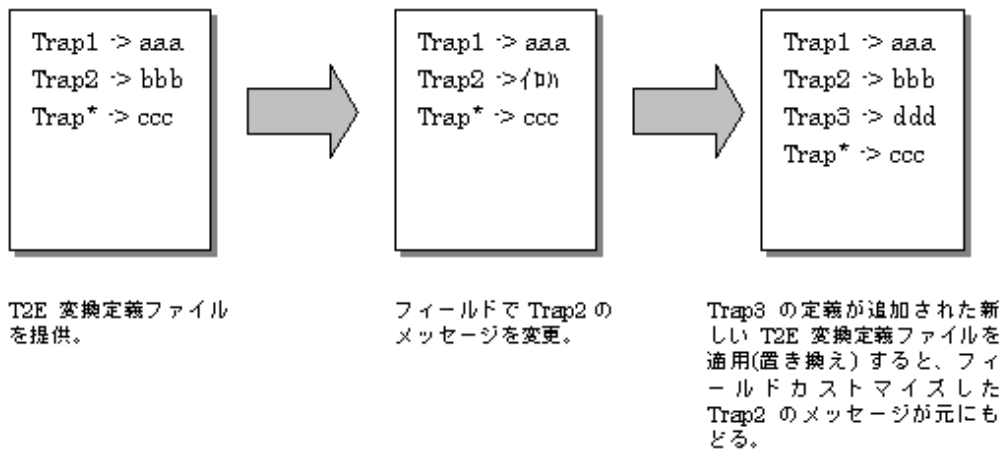 Trap1 -> aaa
Trap2 -> bbb
Trap* -> ccc
Trap1 -> aaa
Trap2 ->ｲﾛﾊ
Trap* -> ccc
Trap1 -> aaa
Trap2 -> bbb
Trap3 -> ddd
Trap* -> ccc
T2E 変換定義ファイル
を提供。
フィールドで Trap2 の
メッセージを変更。
Trap3 の定義が追加された新
しい T2E 変換定義ファイルを
適用(置き換え) すると、フィ
ールドカストマイズした
Trap2 のメッセージが元にも
どる。